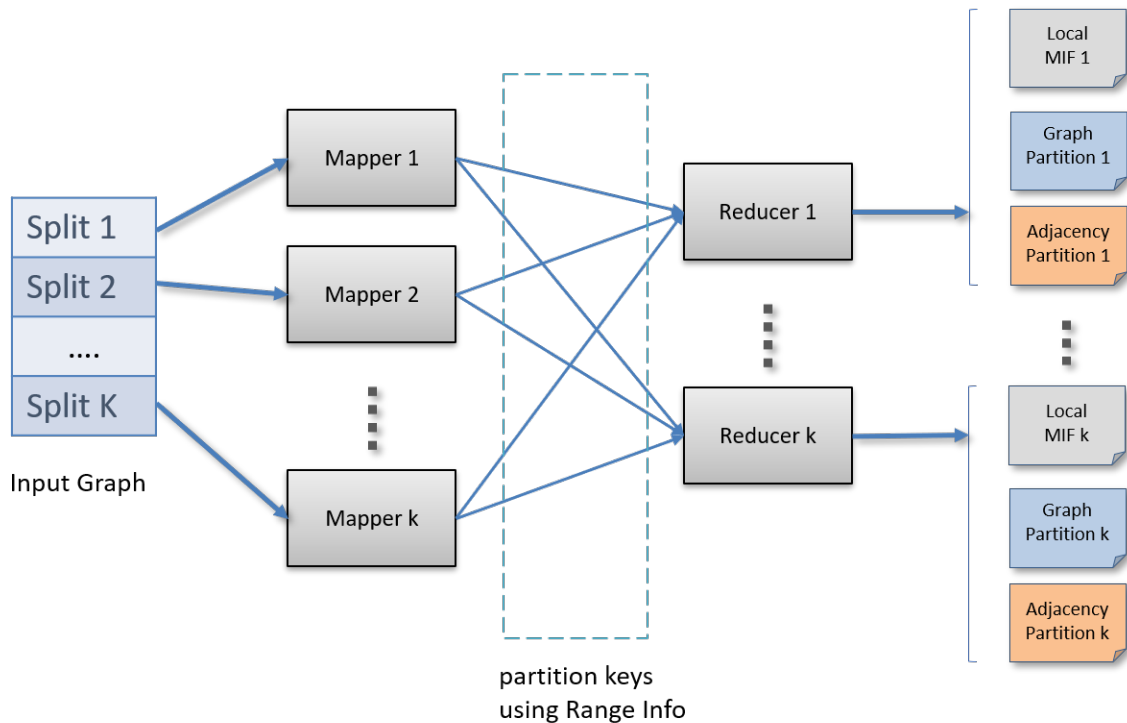 Split 1
Split 2
....
Split K
Input Graph
Mapper 1
Mapper 2
Mapper k
partition keys
using Range Info
Reducer 1
Reducer k
Local
MIF 1
Graph
Partition 1
Adjacency
Partition 1
Local
MIF k
Graph
Partition k
Adjacency
Partition k